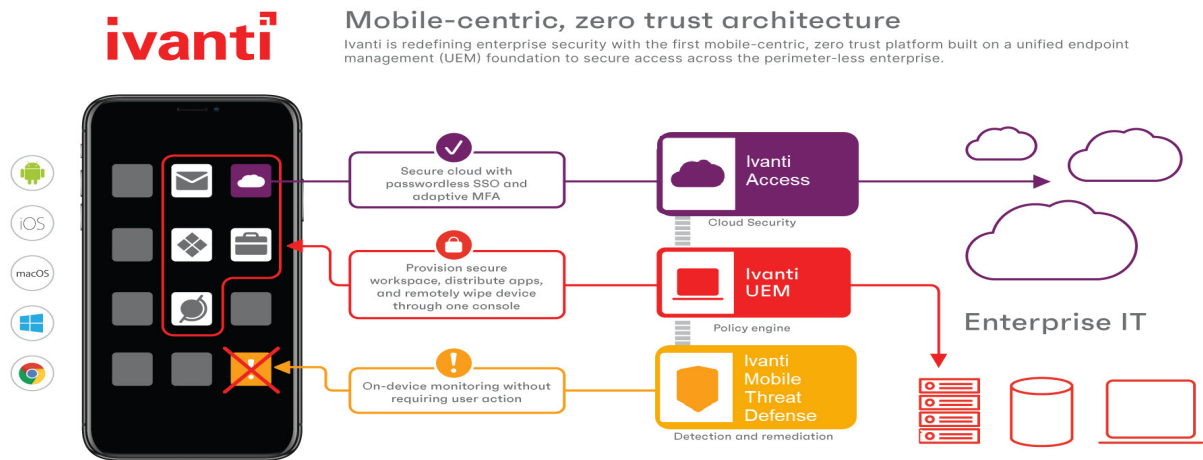 ivanti
Mobile-centric, zero trust architecture
Ivanti is redefining enterprise security with the first mobile-centric, zero trust platform built on a unified endpoint
management (UEM) foundation to secure access across the perimeter-less enterprise.
iOS
macOS
Secure cloud with
passwordless SSO and
adaptive MFA
Ivanti
Access
Cloud Security
Provision secure
workspace, distribute apps,
and remotely wipe device
through one console
Ivanti
UEM
Policy engine
Enterprise IT
On-device monitoring without
requiring user action
Ivanti
Mobile
Threat
Defense
Detection and remediation